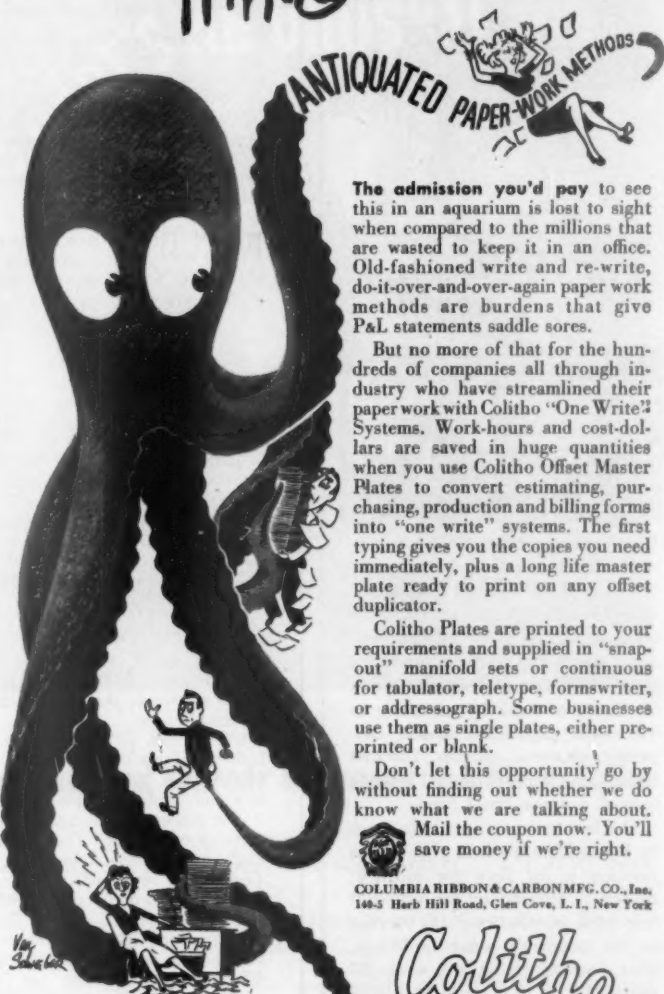 ANTIQUATED PAPER-WORK METHODS
The admission you'd pay to see
this in an aquarium is lost to sight
when compared to the millions that
are wasted to keep it in an office.
Old-fashioned write and re-write,
do-it-over-and-over-again paper work
methods are burdens that give
P&L statements saddle sores.
But no more of that for the hun-
dreds of companies all through in-
dustry who have streamlined their
paper work with Colitho "One Write"
Systems. Work-hours and cost-dol-
lars are saved in huge quantities
when you use Colitho Offset Master
Plates to convert estimating, pur-
chasing, production and billing forms
into "one write" systems. The first
typing gives you the copies you need
immediately, plus a long life master
plate ready to print on any offset
duplicator.
Colitho Plates are printed to your
requirements and supplied in "snap-
out" manifold sets or continuous
for tabulator, teletype, formswriter,
or addressograph. Some businesses
use them as single plates, either pre-
printed or blank.
Don't let this opportunity go by
without finding out whether we do
know what we are talking about.
Mail the coupon now. You'll
save money if we're right.
COLUMBIA RIBBON & CARBON MFG. CO., Inc.
140-5 Herb Hill Road, Glen Cove, L. I., New York
Colitho